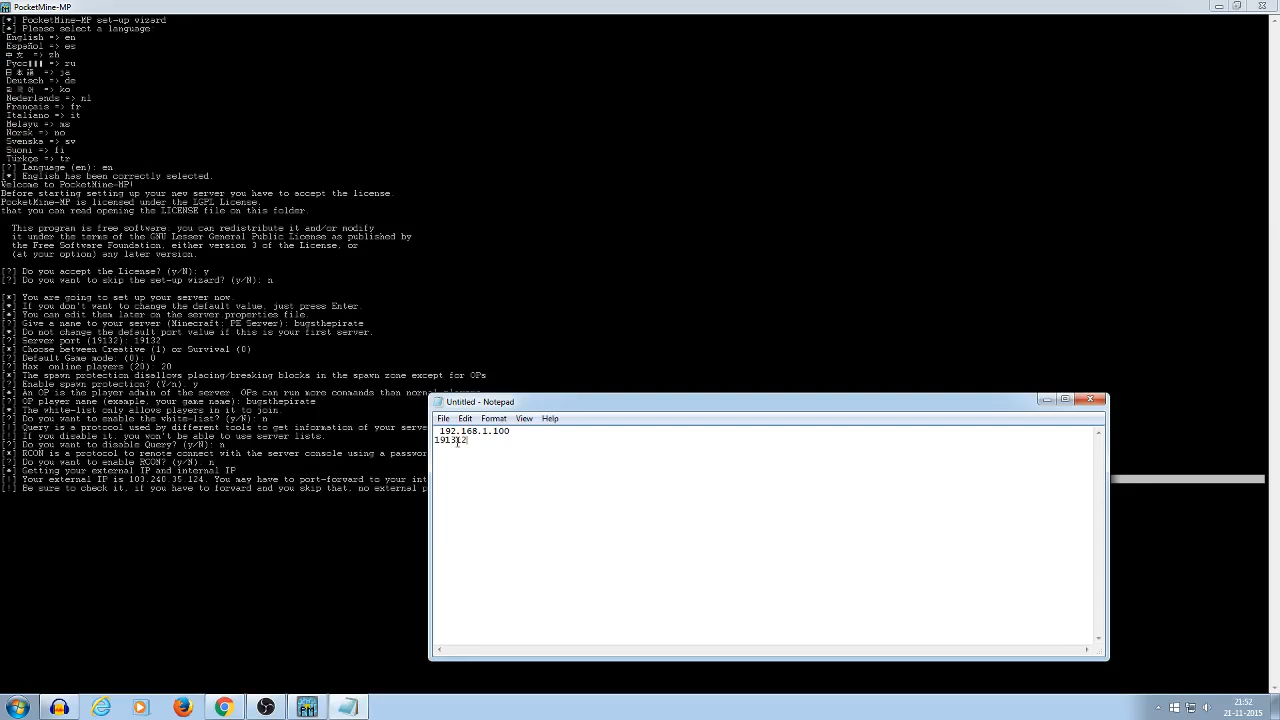 PocketMine-MP
[*] PocketMine-MP set-up wizard
[*] Please select a language
English => en
Español => es
中文 => zh
Русс => ru
日本語 => ja
Deutsch => de
한국어 => ko
Nederlands => nl
Français => fr
Italiano => it
Melayu => ms
Norsk => no
Svenska => sv
Suomi => fi
Türkçe => tr
[?] Language (en): en
[*] English has been correctly selected.
Welcome to PocketMine-MP!
Before starting setting up your new server you have to accept the license.
PocketMine-MP is licensed under the LGPL License,
that you can read opening the LICENSE file on this folder.
This program is free software: you can redistribute it and/or modify
it under the terms of the GNU Lesser General Public License as published by
the Free Software Foundation, either version 3 of the License, or
(at your option) any later version.
[?] Do you accept the License? (y/N): y
[?] Do you want to skip the set-up wizard? (y/N): n
[*] You are going to set up your server now.
[*] If you don't want to change the default value, just press Enter.
[*] You can edit them later on the server.properties file.
[?] Give a name to your server (Minecraft: PE Server): bugsthepirate
[*] Do not change the default port value if this is your first server.
[?] Server port (19132): 19132
[*] Choose between Creative (1) or Survival (0)
[?] Default Game mode: (0): 0
[?] Max. online players (20): 20
[*] The spawn protection disallows placing/breaking blocks in the spawn zone except for OPs
[?] Enable spawn protection? (Y/n): y
[*] An OP is the player admin of the server. OPs can run more commands than normal players
[?] OP player name (example, your game name): bugsthepirate
[*] The white-list only allows players in it to join.
[?] Do you want to enable the white-list? (y/N): n
[!] Query is a protocol used by different tools to get information of your serve
[!] If you disable it, you won't be able to use server lists.
[?] Do you want to disable Query? (y/N): n
[*] RCON is a protocol to remote connect with the server console using a passwor
[?] Do you want to enable RCON? (y/N): n
[*] Getting your external IP and internal IP
[!] Your external IP is 103.240.35.124. You may have to port-forward to your int
[!] Be sure to check it, if you have to forward and you skip that, no external p
Untitled - Notepad
File Edit Format View Help
192.168.1.100
19132
21:52
21-11-2015